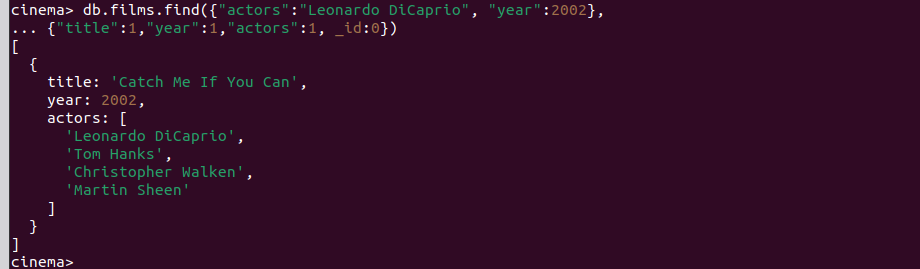 cinema> db.films.find({"actors":"Leonardo DiCaprio", "year":2002},
... {"title":1,"year":1,"actors":1, _id:0})
[
  {
    title: 'Catch Me If You Can',
    year: 2002,
    actors: [
      'Leonardo DiCaprio',
      'Tom Hanks',
      'Christopher Walken',
      'Martin Sheen'
    ]
  }
]
cinema>